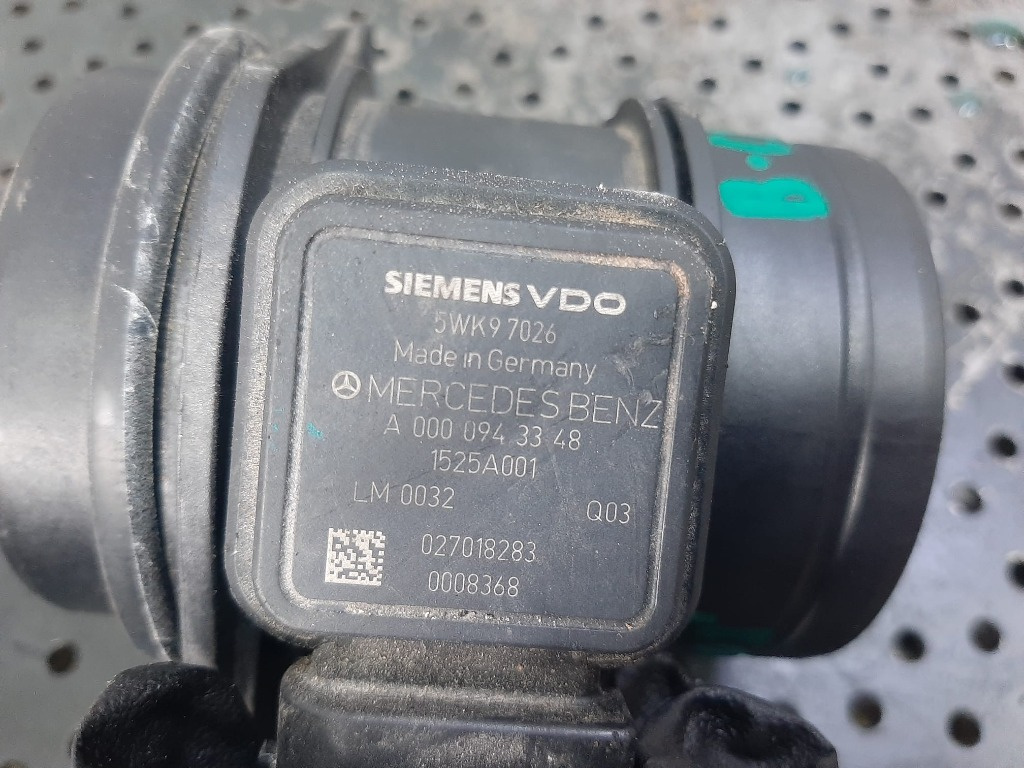 SIEMENS VDO
5WK9 7026
Made in Germany
MERCEDES BENZ
A 000 094 33 48
1525A001
LM 0032 Q03
027018283
0008368